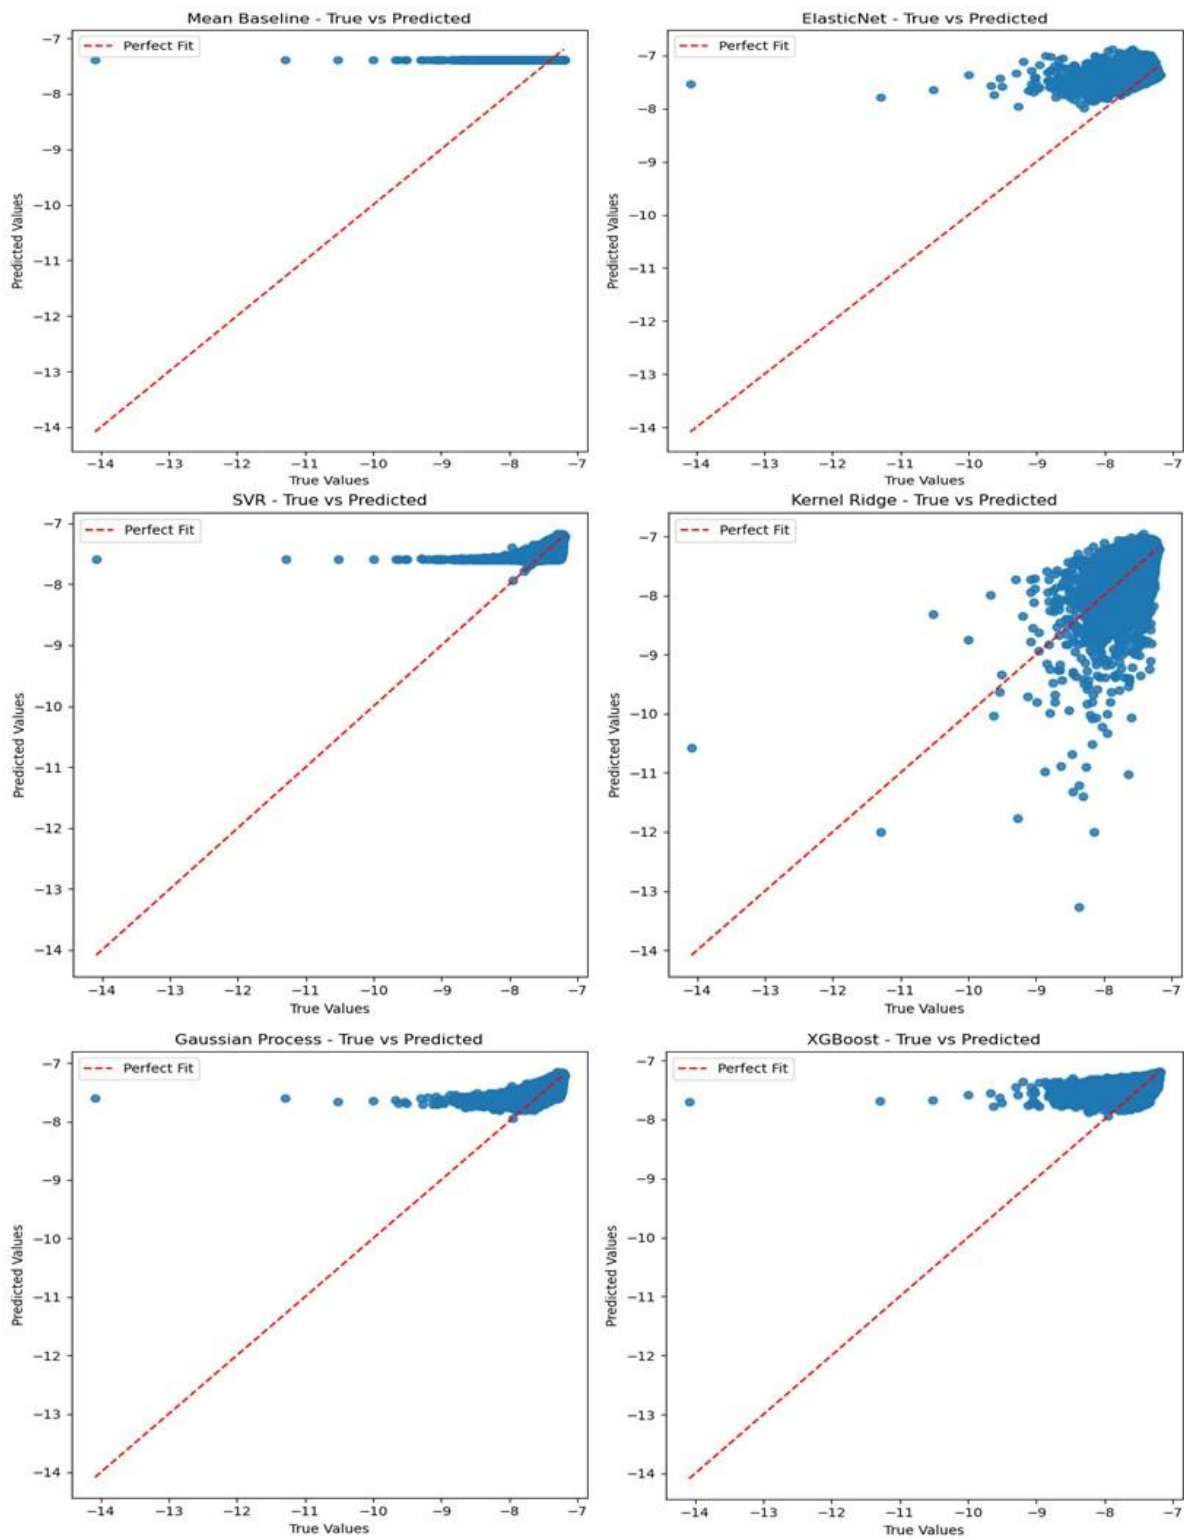 Mean Baseline - True vs Predicted
Perfect Fit
−7
−8
−9
−10
−11
−12
−13
−14
Predicted Values
−14 −13 −12 −11 −10 −9 −8 −7
True Values
ElasticNet - True vs Predicted
Perfect Fit
−7
−8
−9
−10
−11
−12
−13
−14
Predicted Values
−14 −13 −12 −11 −10 −9 −8 −7
True Values
SVR - True vs Predicted
Perfect Fit
−7
−8
−9
−10
−11
−12
−13
−14
Predicted Values
−14 −13 −12 −11 −10 −9 −8 −7
True Values
Kernel Ridge - True vs Predicted
Perfect Fit
−7
−8
−9
−10
−11
−12
−13
−14
Predicted Values
−14 −13 −12 −11 −10 −9 −8 −7
True Values
Gaussian Process - True vs Predicted
Perfect Fit
−7
−8
−9
−10
−11
−12
−13
−14
Predicted Values
−14 −13 −12 −11 −10 −9 −8 −7
True Values
XGBoost - True vs Predicted
Perfect Fit
−7
−8
−9
−10
−11
−12
−13
−14
Predicted Values
−14 −13 −12 −11 −10 −9 −8 −7
True Values